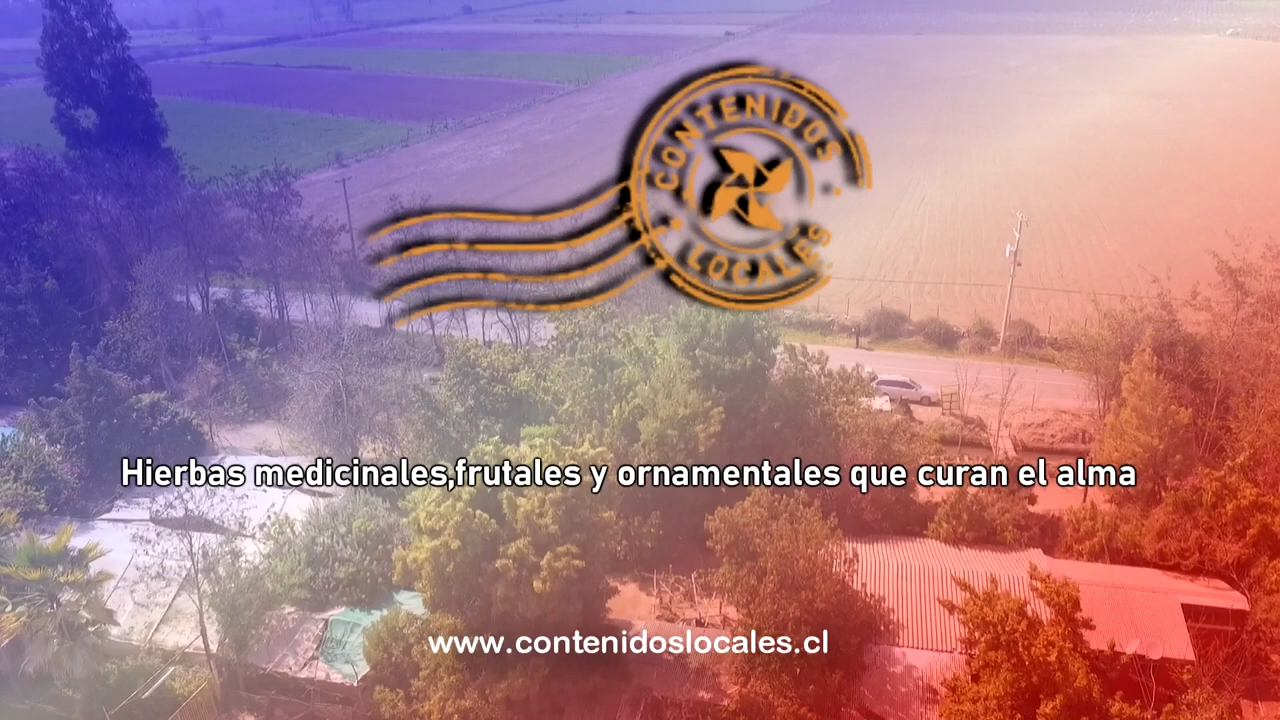 CONTENIDOS
LOCALES
Hierbas medicinales,frutales y ornamentales que curan el alma
www.contenidoslocales.cl